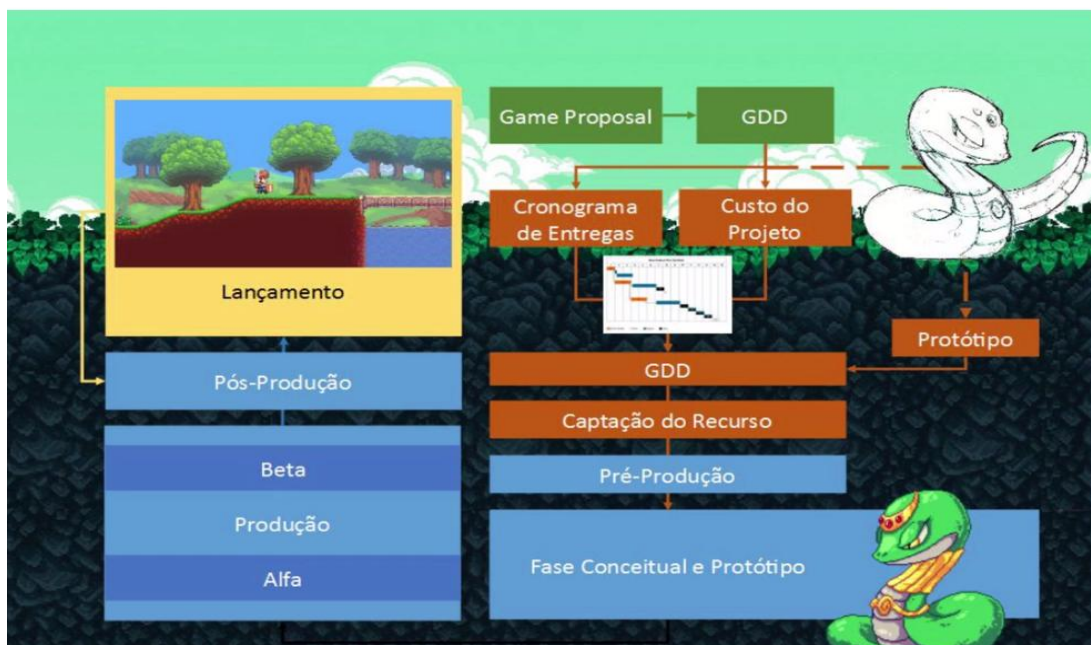 Game Proposal
GDD
Cronograma
de Entregas
Custo do
Projeto
Lançamento
Protótipo
GDD
Pós-Produção
Captação do Recurso
Beta
Pré-Produção
Produção
Fase Conceitual e Protótipo
Alfa